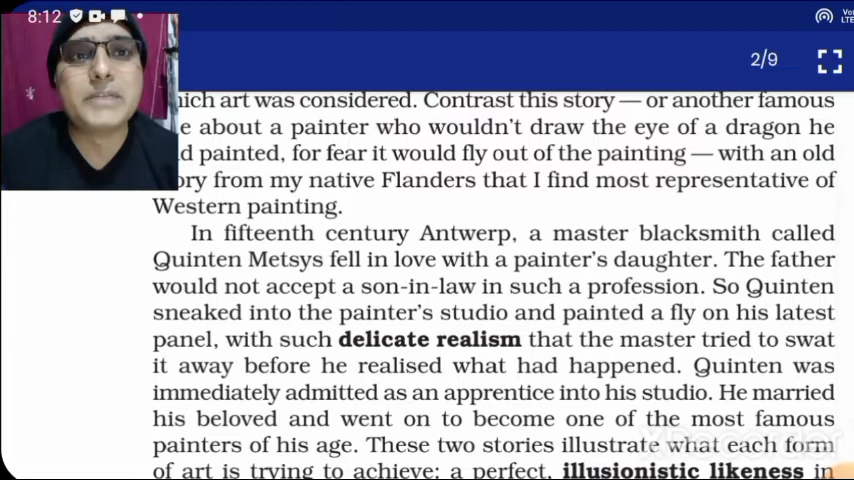 8:12
Vo
LTE
2/9
hich art was considered. Contrast this story — or another famous
e about a painter who wouldn't draw the eye of a dragon he
d painted, for fear it would fly out of the painting — with an old
ory from my native Flanders that I find most representative of
Western painting.
In fifteenth century Antwerp, a master blacksmith called
Quinten Metsys fell in love with a painter's daughter. The father
would not accept a son-in-law in such a profession. So Quinten
sneaked into the painter's studio and painted a fly on his latest
panel, with such delicate realism that the master tried to swat
it away before he realised what had happened. Quinten was
immediately admitted as an apprentice into his studio. He married
his beloved and went on to become one of the most famous
painters of his age. These two stories illustrate what each form
of art is trying to achieve: a perfect, illusionistic likeness in
XRecorder